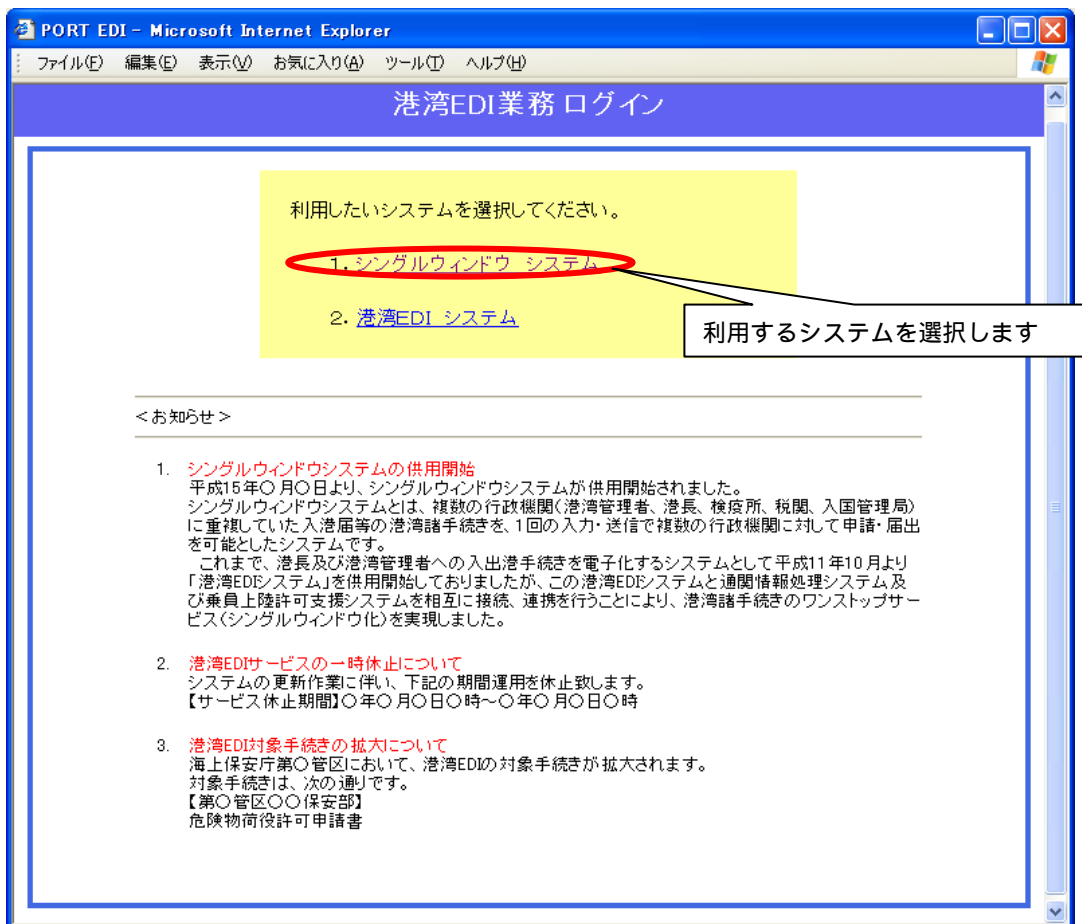 PORT EDI - Microsoft Internet Explorer
ファイル(F) 編集(E) 表示(V) お気に入り(A) ツール(T) ヘルプ(H)
港湾EDI業務 ログイン
利用したいシステムを選択してください。
1. シングルウィンドウ システム
2. 港湾EDI システム
利用するシステムを選択します
<お知らせ>
1. シングルウィンドウシステムの供用開始
平成15年〇月〇日より、シングルウィンドウシステムが供用開始されました。
シングルウィンドウシステムとは、複数の行政機関(港湾管理者、港長、検疫所、税関、入国管理局)
に重複していた入港届等の港湾諸手続きを、1回の入力・送信で複数の行政機関に対して申請・届出
を可能としたシステムです。
これまで、港長及び港湾管理者への入出港手続きを電子化するシステムとして平成11年10月より
「港湾EDIシステム」を供用開始しておりましたが、この港湾EDIシステムと通関情報処理システム及
び乗員上陸許可支援システムを相互に接続、連携を行うことにより、港湾諸手続きのワンストップサー
ビス(シングルウィンドウ化)を実現しました。
2. 港湾EDIサービスの一時休止について
システムの更新作業に伴い、下記の期間運用を休止致します。
【サービス休止期間】〇年〇月〇日〇時~〇年〇月〇日〇時
3. 港湾EDI対象手続きの拡大について
海上保安庁第〇管区において、港湾EDIの対象手続きが拡大されます。
対象手続きは、次の通りです。
【第〇管区〇〇保安部】
危険物荷役許可申請書